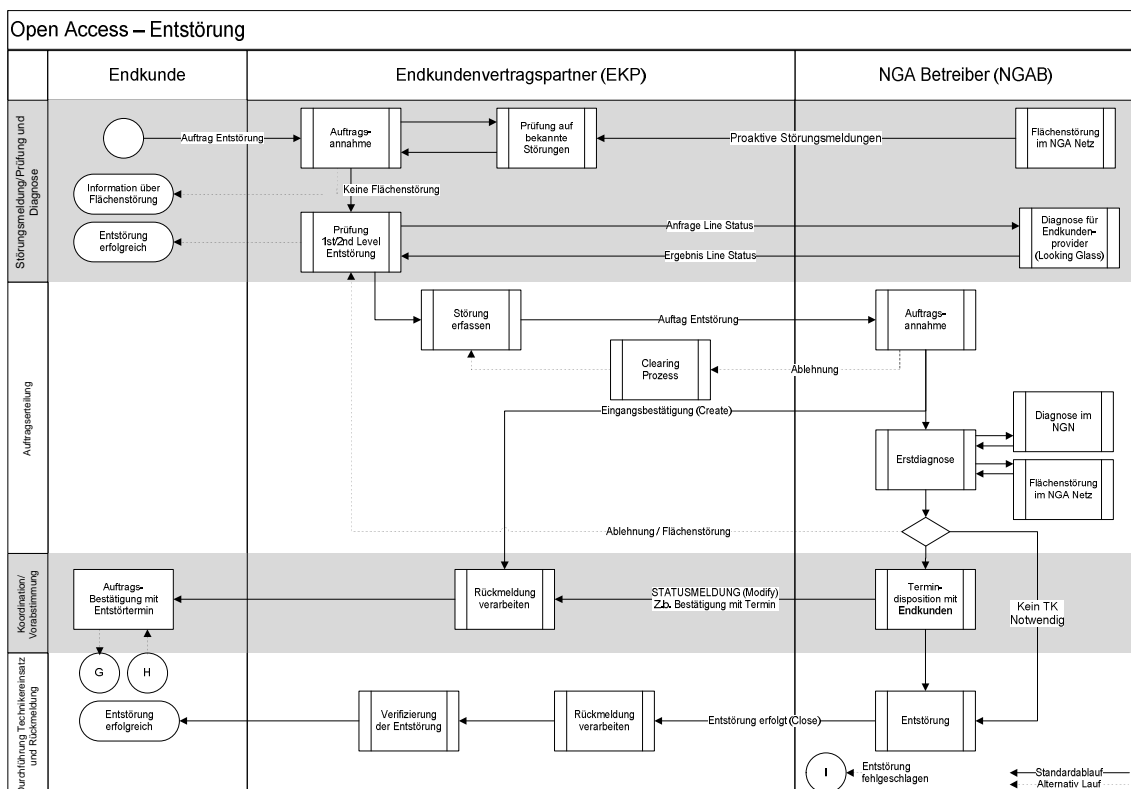 Open Access – Entstörung
Endkunde
Endkundenvertragspartner (EKP)
NGA Betreiber (NGAB)
Störungsmeldung/Prüfung und
Diagnose
Auftrag Entstörung
Auftrags-
annahme
Prüfung auf
bekannte
Störungen
Proaktive Störungsmeldungen
Flächenstörung
im NGA Netz
Information über
Flächenstörung
Keine Flächenstörung
Entstörung
erfolgreich
Prüfung
1st/2nd Level
Entstörung
Anfrage Line Status
Ergebnis Line Status
Diagnose für
Endkunden-
provider
(Looking Glass)
Auftragserteilung
Störung
erfassen
Auftag Entstörung
Auftrags-
annahme
Clearing
Prozess
Ablehnung
Eingangsbestätigung (Create)
Erstdiagnose
Diagnose im
NGN
Flächenstörung
im NGA Netz
Ablehnung / Flächenstörung
Koordination/
Vorabstimmung
Auftrags-
Bestätigung mit
Entstörtermin
Rückmeldung
verarbeiten
STATUSMELDUNG (Modify)
Z.b. Bestätigung mit Termin
Termin-
disposition mit
Endkunden
Kein TK
Notwendig
G
H
Durchführung Technikereinsatz
und Rückmeldung
Entstörung
erfolgreich
Verifizierung
der Entstörung
Rückmeldung
verarbeiten
Entstörung erfolgt (Close)
Entstörung
I
Entstörung
fehlgeschlagen
Standardablauf
Alternativ Lauf